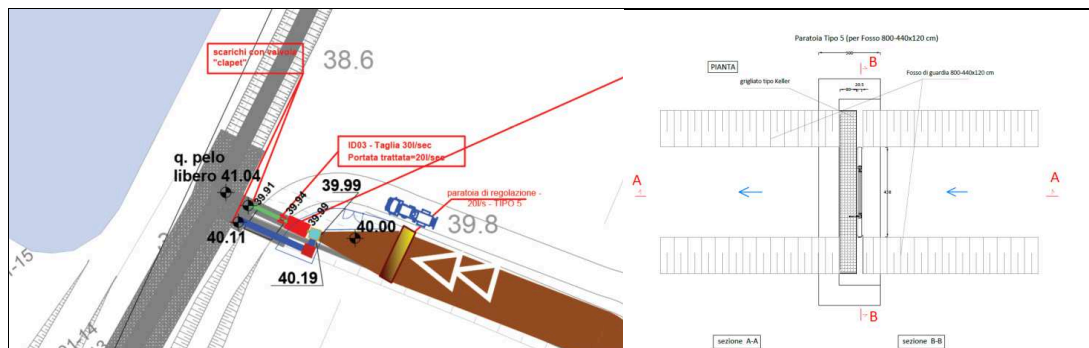 scarichi con valvola
"clapet"
38.6
ID03 - Taglia 30l/sec
Portata trattata=20l/sec
q. pelo
libero 41.04
39.91
39.94
39.99
39.99
paratoia di regolazione -
20l/s - TIPO 5
39.8
40.00
40.11
40.19
Paratoia Tipo 5 (per Fosso 800-440x120 cm)
B
PIANTA
grigliato tipo Keller
Fosso di guardia 800-440x120 cm
A
A
B
sezione A-A
sezione B-B